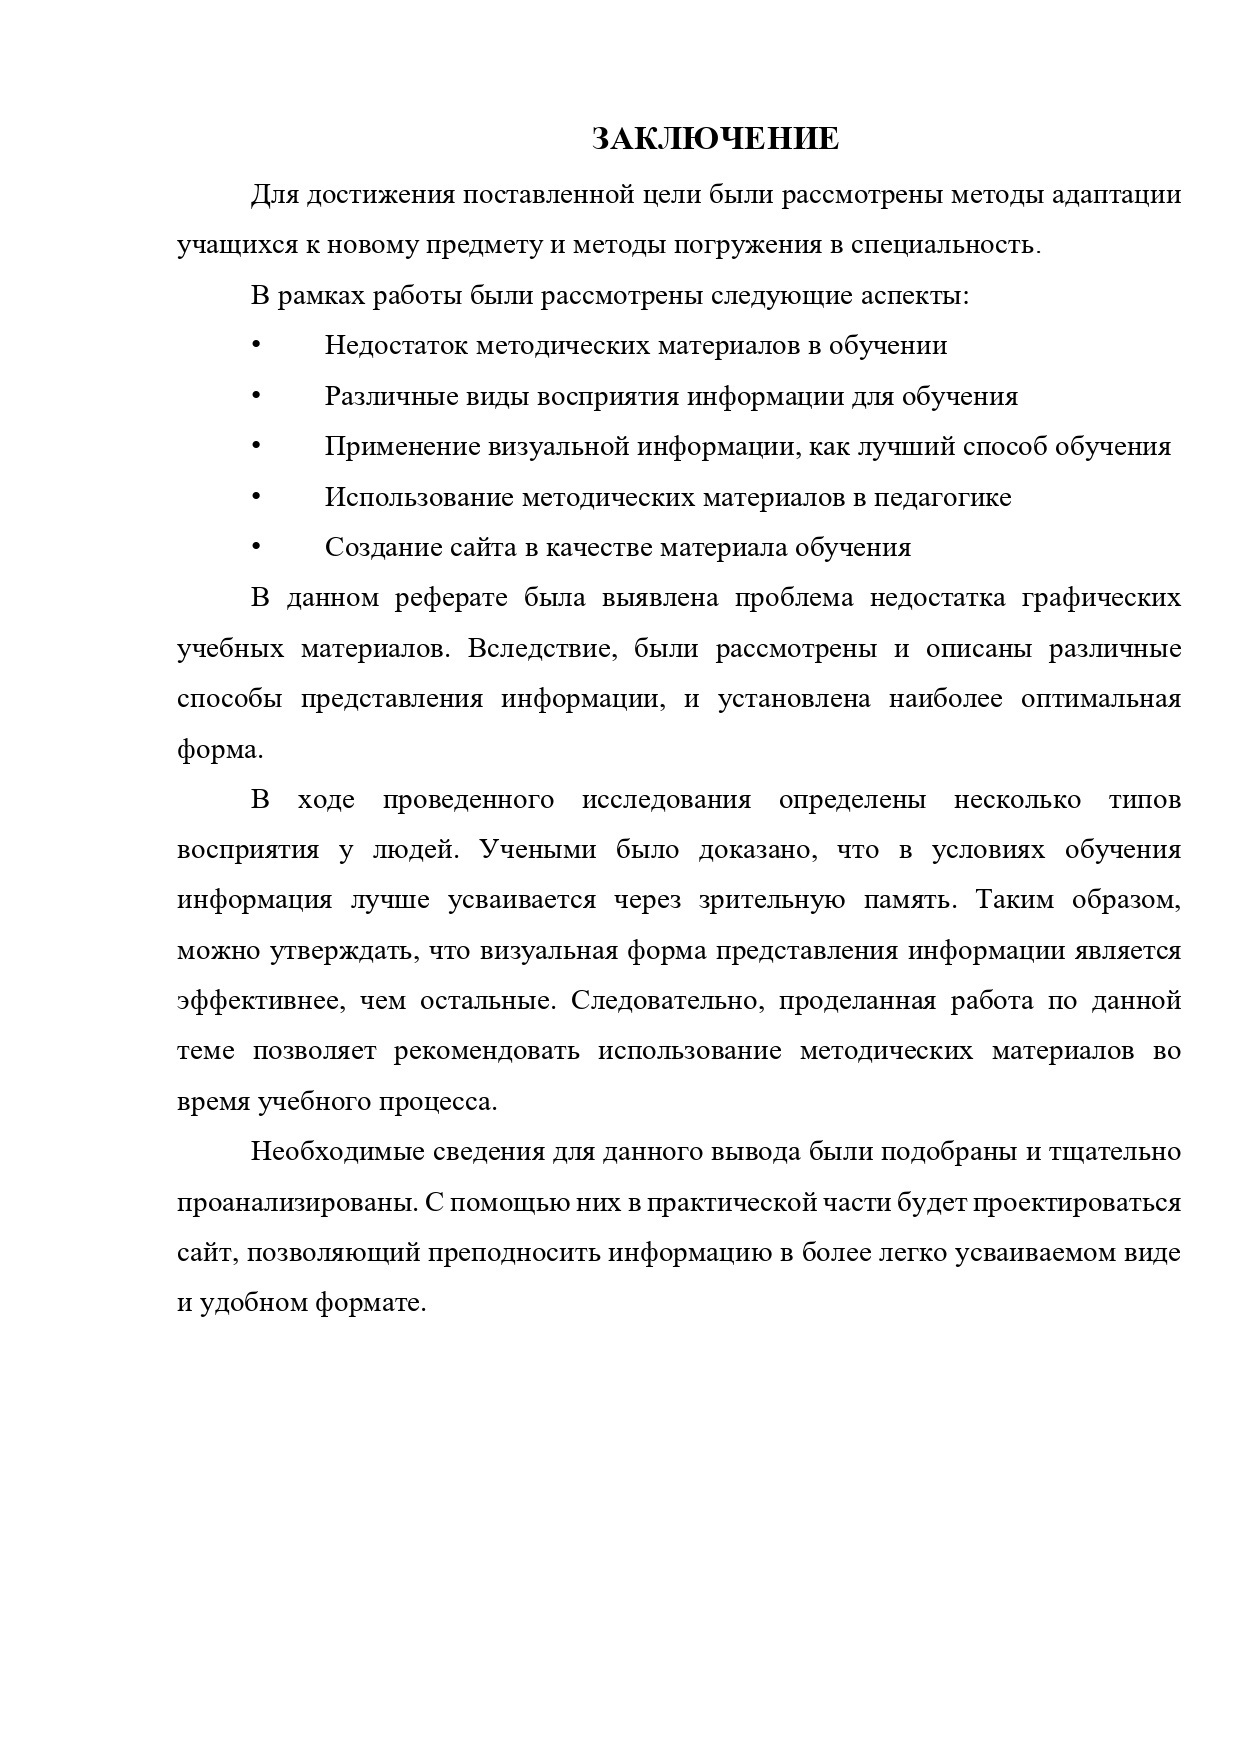 ЗАКЛЮЧЕНИЕ
Для достижения поставленной цели были рассмотрены методы адаптации
учащихся к новому предмету и методы погружения в специальность.
В рамках работы были рассмотрены следующие аспекты:
• Недостаток методических материалов в обучении
• Различные виды восприятия информации для обучения
• Применение визуальной информации, как лучший способ обучения
• Использование методических материалов в педагогике
• Создание сайта в качестве материала обучения
В данном реферате была выявлена проблема недостатка графических
учебных материалов. Вследствие, были рассмотрены и описаны различные
способы представления информации, и установлена наиболее оптимальная
форма.
В ходе проведенного исследования определены несколько типов
восприятия у людей. Учеными было доказано, что в условиях обучения
информация лучше усваивается через зрительную память. Таким образом,
можно утверждать, что визуальная форма представления информации является
эффективнее, чем остальные. Следовательно, проделанная работа по данной
теме позволяет рекомендовать использование методических материалов во
время учебного процесса.
Необходимые сведения для данного вывода были подобраны и тщательно
проанализированы. С помощью них в практической части будет проектироваться
сайт, позволяющий преподносить информацию в более легко усваиваемом виде
и удобном формате.